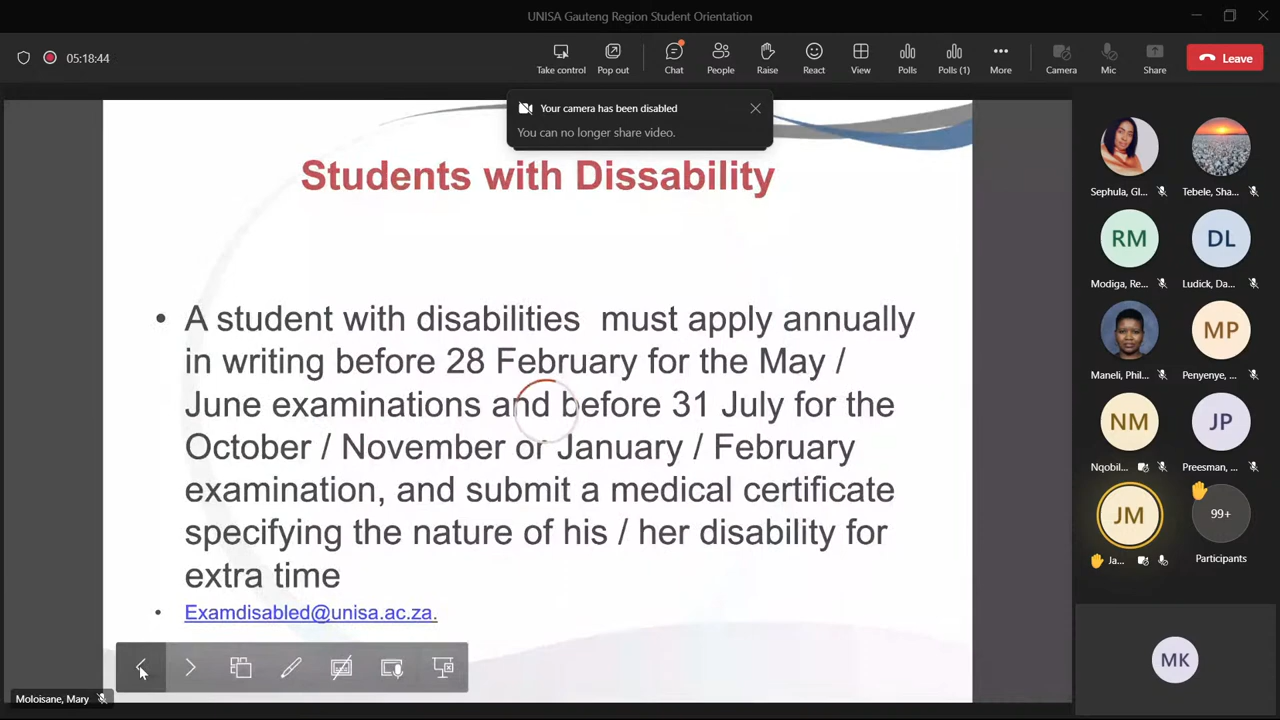 UNISA Gauteng Region Student Orientation
05:18:44
Take control
Pop out
Chat
People
Raise
React
View
Polls
Polls (1)
More
Camera
Mic
Share
Leave
Your camera has been disabled
You can no longer share video.
Students with Dissability
• A student with disabilities must apply annually
in writing before 28 February for the May /
June examinations and before 31 July for the
October / November or January / February
examination, and submit a medical certificate
specifying the nature of his / her disability for
extra time
• Examdisabled@unisa.ac.za.
Moloisane, Mary
Sephula, Gl...
Tebele, Sha...
RM
Modiga, Re...
DL
Ludick, Da...
Maneli, Phil...
MP
Penyenye, ...
NM
Nqobil...
JP
Preesman, ...
JM
Ja...
99+
Participants
MK